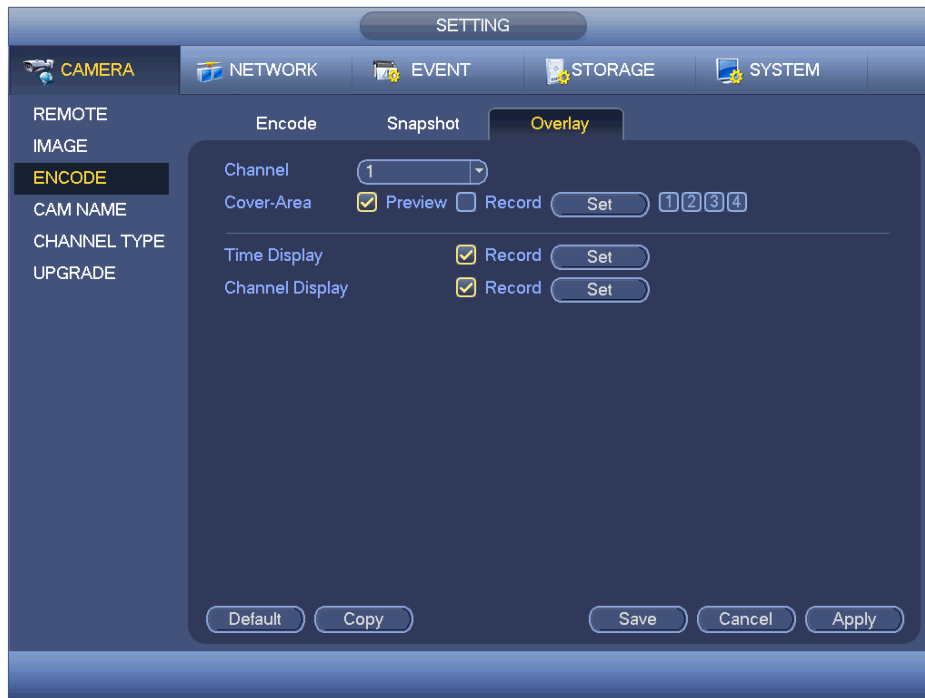 SETTING
CAMERA NETWORK EVENT STORAGE SYSTEM
REMOTE
IMAGE
ENCODE
CAM NAME
CHANNEL TYPE
UPGRADE
Encode Snapshot Overlay
Channel 1
Cover-Area Preview Record Set 1 2 3 4
Time Display Record Set
Channel Display Record Set
Default Copy Save Cancel Apply